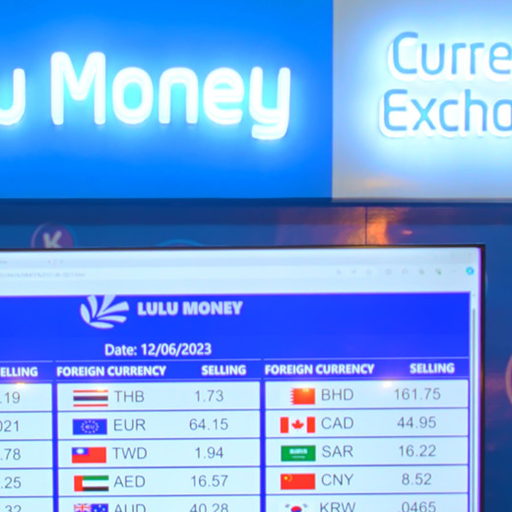 u Money
Curre
Excha
LULU MONEY
Date: 12/06/2023
ELLING FOREIGN CURRENCY SELLING FOREIGN CURRENCY SELLING
.19 THB 1.73 BHD 161.75
021 EUR 64.15 CAD 44.95
.78 TWD 1.94 SAR 16.22
.25 AED 16.57 CNY 8.52
.32 AUD 40.28 KRW .0465